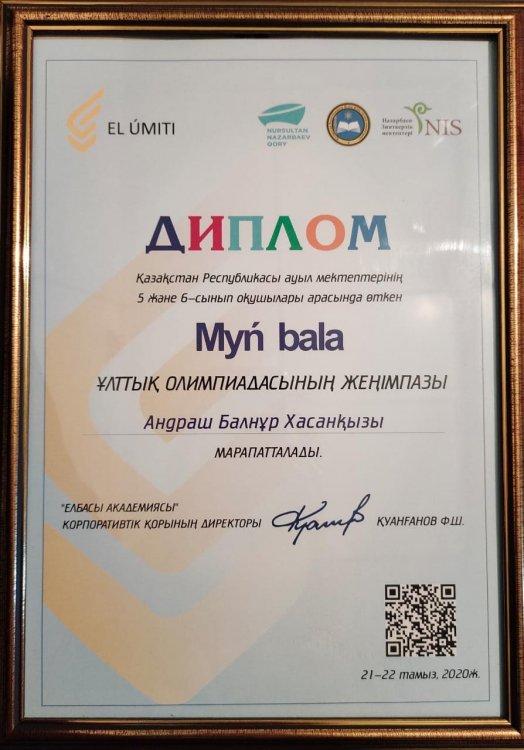 EL ÚMITI
NURSULTAN
NAZARBAEV
QORY
Назарбаев
Зияткерлік
мектептері
NIS
ДИПЛОМ
Қазақстан Республикасы ауыл мектептерінің
5 және 6-сынып оқушылары арасында өткен
Myń bala
ҰЛТТЫҚ ОЛИМПИАДАСЫНЫҢ ЖЕҢІМПАЗЫ
Андраш Балнұр Хасанқызы
МАРАПАТТАЛАДЫ.
"ЕЛБАСЫ АКАДЕМИЯСЫ"
КОРПОРАТИВТІК ҚОРЫНЫҢ ДИРЕКТОРЫ
ҚУАНҒАНОВ Ф.Ш.
21-22 тамыз, 2020ж.